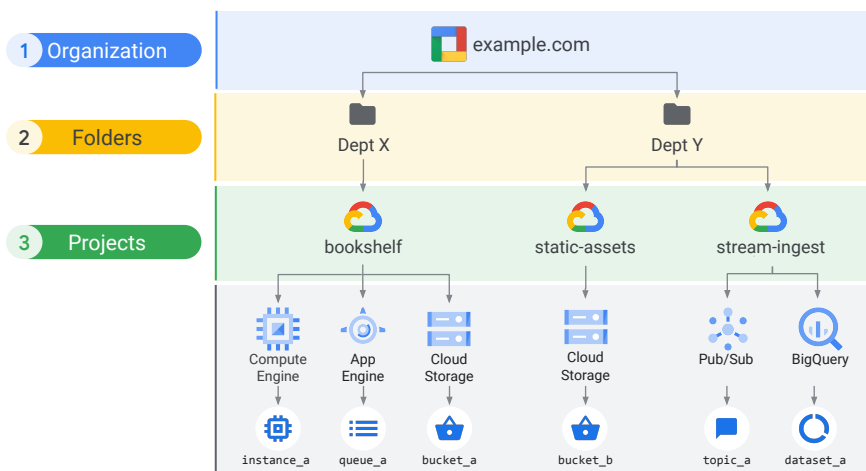 1 Organization
example.com
2 Folders
Dept X
Dept Y
3 Projects
bookshelf
static-assets
stream-ingest
Compute
Engine
App
Engine
Cloud
Storage
Cloud
Storage
Pub/Sub
BigQuery
instance_a
queue_a
bucket_a
bucket_b
topic_a
dataset_a